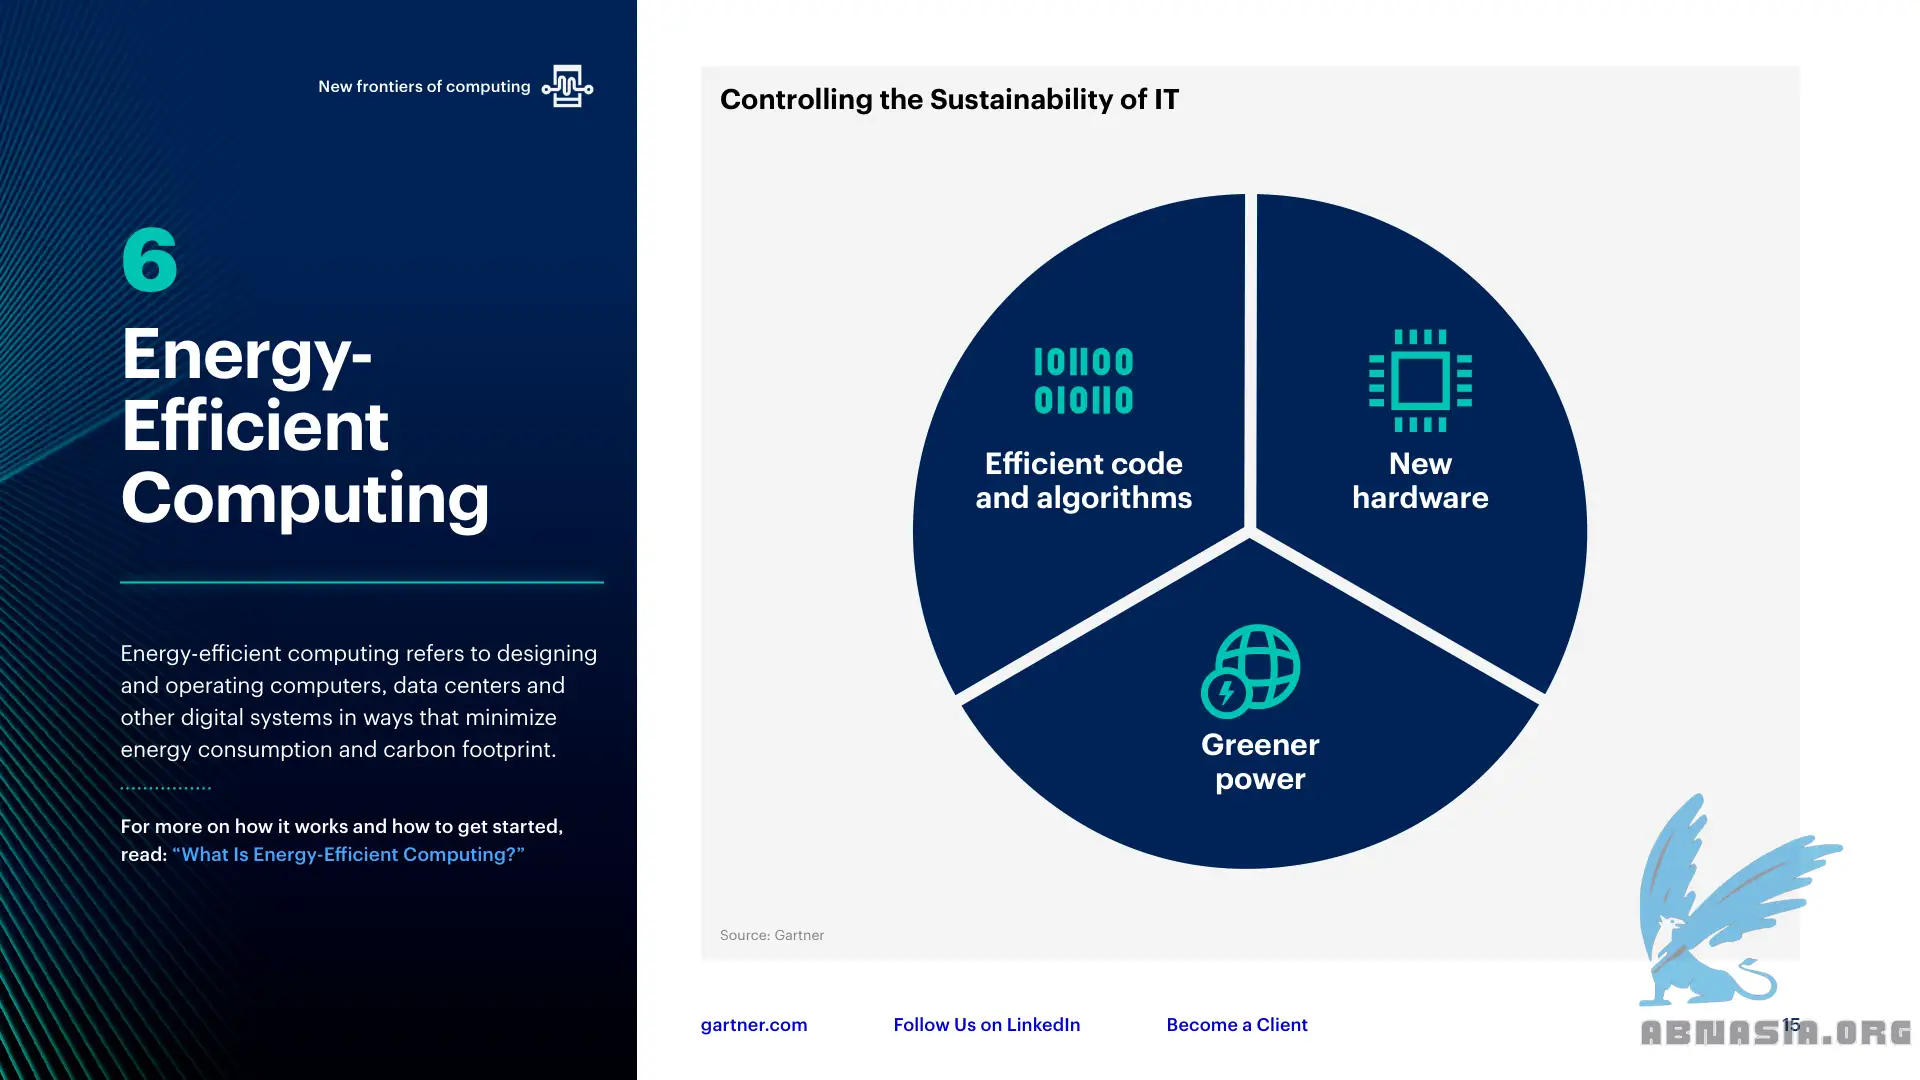 New frontiers of computing
6
Energy-
Efficient
Computing
Energy-efficient computing refers to designing
and operating computers, data centers and
other digital systems in ways that minimize
energy consumption and carbon footprint.
For more on how it works and how to get started,
read: “What Is Energy-Efficient Computing?”
Controlling the Sustainability of IT
101100
010110
Efficient code
and algorithms
New
hardware
Greener
power
Source: Gartner
gartner.com
Follow Us on LinkedIn
Become a Client
15
ABNASIA.ORG